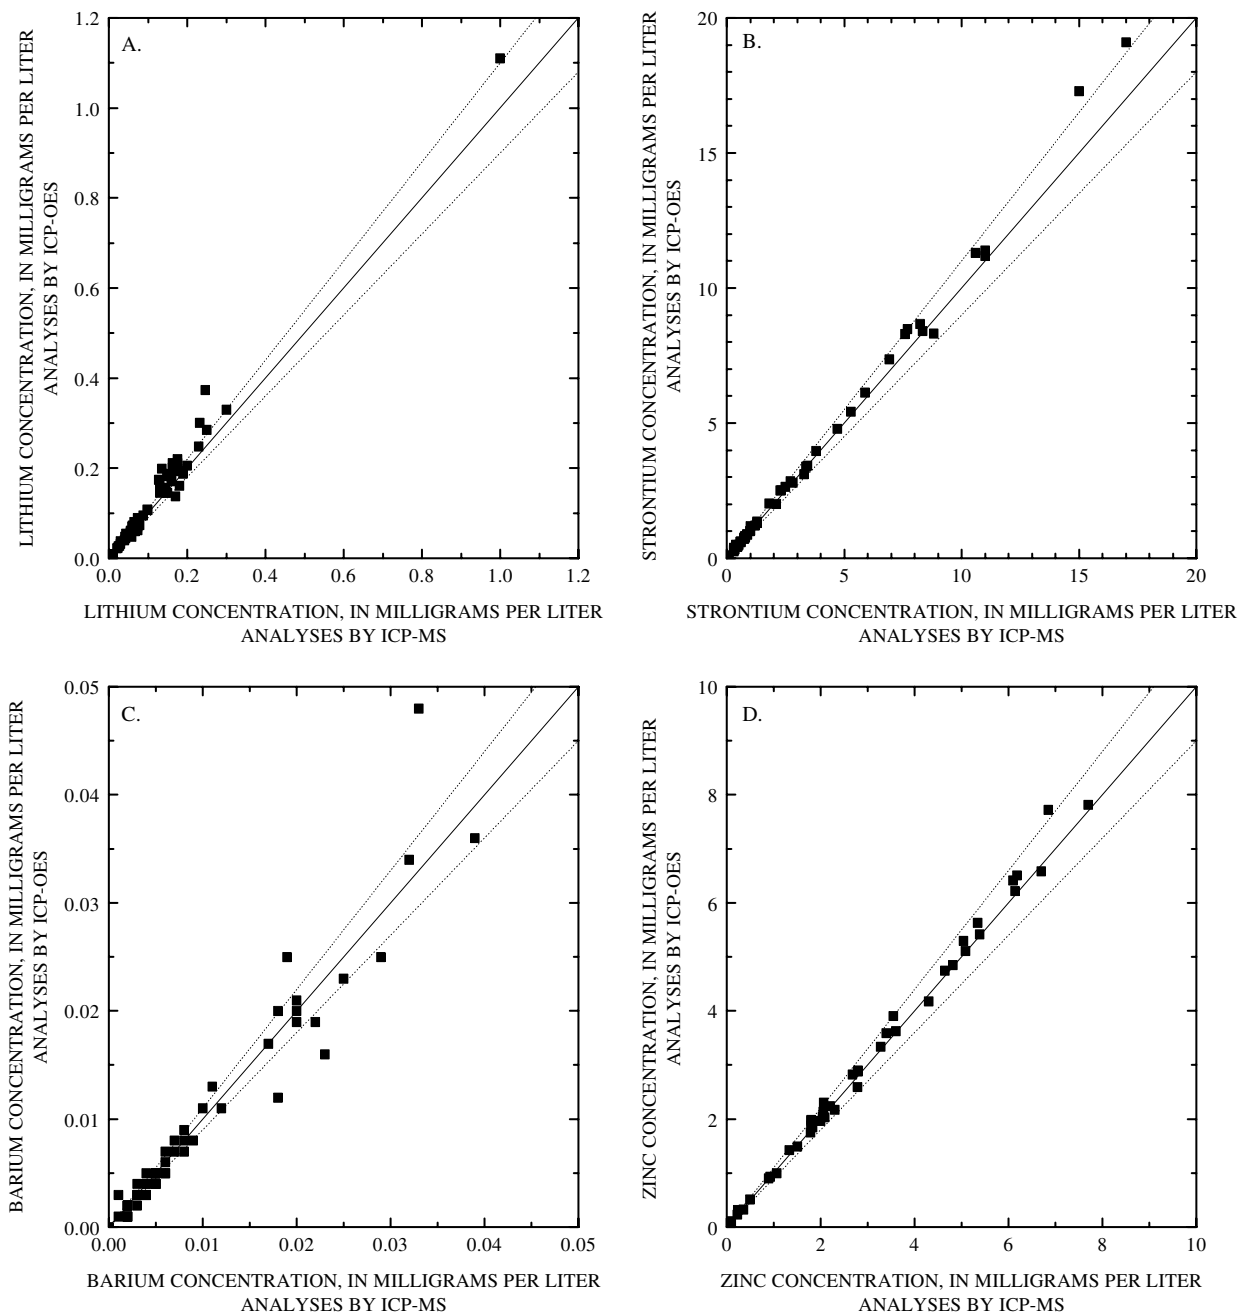 A.
LITHIUM CONCENTRATION, IN MILLIGRAMS PER LITER
ANALYSES BY ICP-OES
1.2
1.0
0.8
0.6
0.4
0.2
0.0
0.0 0.2 0.4 0.6 0.8 1.0 1.2
LITHIUM CONCENTRATION, IN MILLIGRAMS PER LITER
ANALYSES BY ICP-MS
B.
STRONTIUM CONCENTRATION, IN MILLIGRAMS PER LITER
ANALYSES BY ICP-OES
20
15
10
5
0
0 5 10 15 20
STRONTIUM CONCENTRATION, IN MILLIGRAMS PER LITER
ANALYSES BY ICP-MS
C.
BARIUM CONCENTRATION, IN MILLIGRAMS PER LITER
ANALYSES BY ICP-OES
0.05
0.04
0.03
0.02
0.01
0.00
0.00 0.01 0.02 0.03 0.04 0.05
BARIUM CONCENTRATION, IN MILLIGRAMS PER LITER
ANALYSES BY ICP-MS
D.
ZINC CONCENTRATION, IN MILLIGRAMS PER LITER
ANALYSES BY ICP-OES
10
8
6
4
2
0
0 2 4 6 8 10
ZINC CONCENTRATION, IN MILLIGRAMS PER LITER
ANALYSES BY ICP-MS